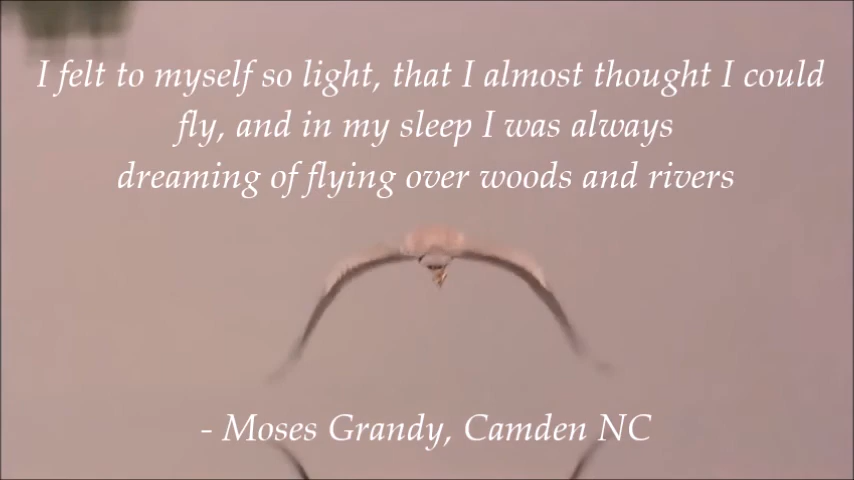 I felt to myself so light, that I almost thought I could
fly, and in my sleep I was always
dreaming of flying over woods and rivers
- Moses Grandy, Camden NC